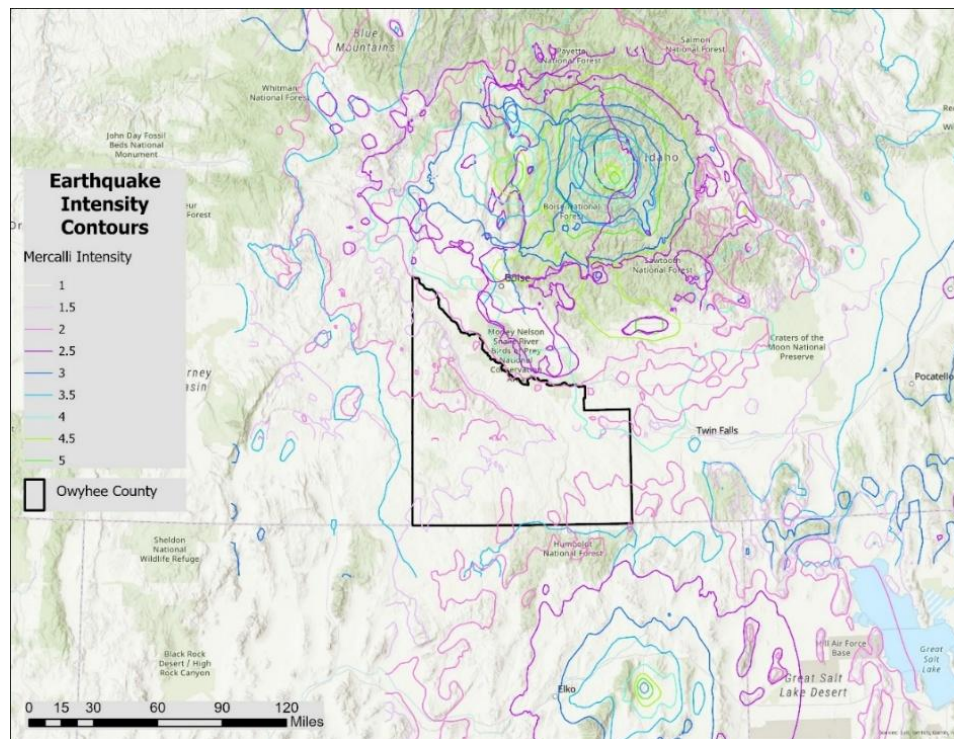 Blue
Mountains
Salmon
National Forest
Payette
National Forest
Whitman
National Fores
John Day Fossil
Beds National
Monument
Idaho
Earthquake
Intensity
Contours
Mercalli Intensity
1
1.5
2
2.5
3
3.5
4
4.5
5
Owyhee County
Forest
Boise National
Forest
Sawtooth
National Forest
Boise
Morley Nelson
Snake River
Birds of Prey
National
Conservation
Craters of the
Moon National
Preserve
Pocatello
Twin Falls
Sheldon
National
Wildlife Refuge
Humboldt
National Forest
Black Rock
Desert / High
Rock Canyon
Elko
Hill Air Force
Base
Great
Salt
Lake
Great Salt
Lake Desert
0 15 30 60 90 120
Miles